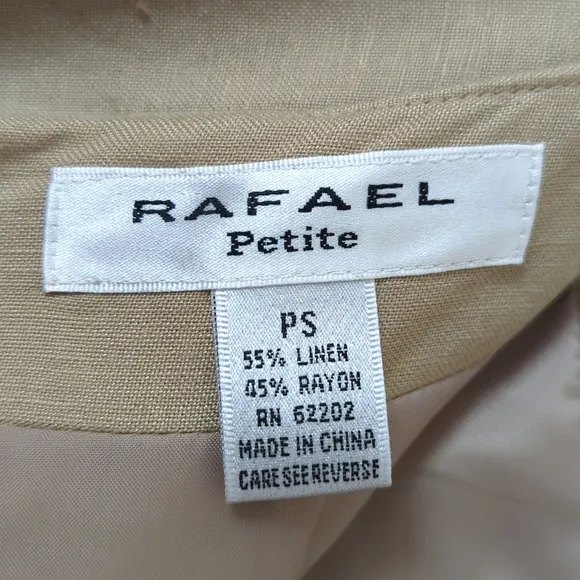 RAFAEL
Petite
PS
55% LINEN
45% RAYON
RN 62202
MADE IN CHINA
CARE SEE REVERSE